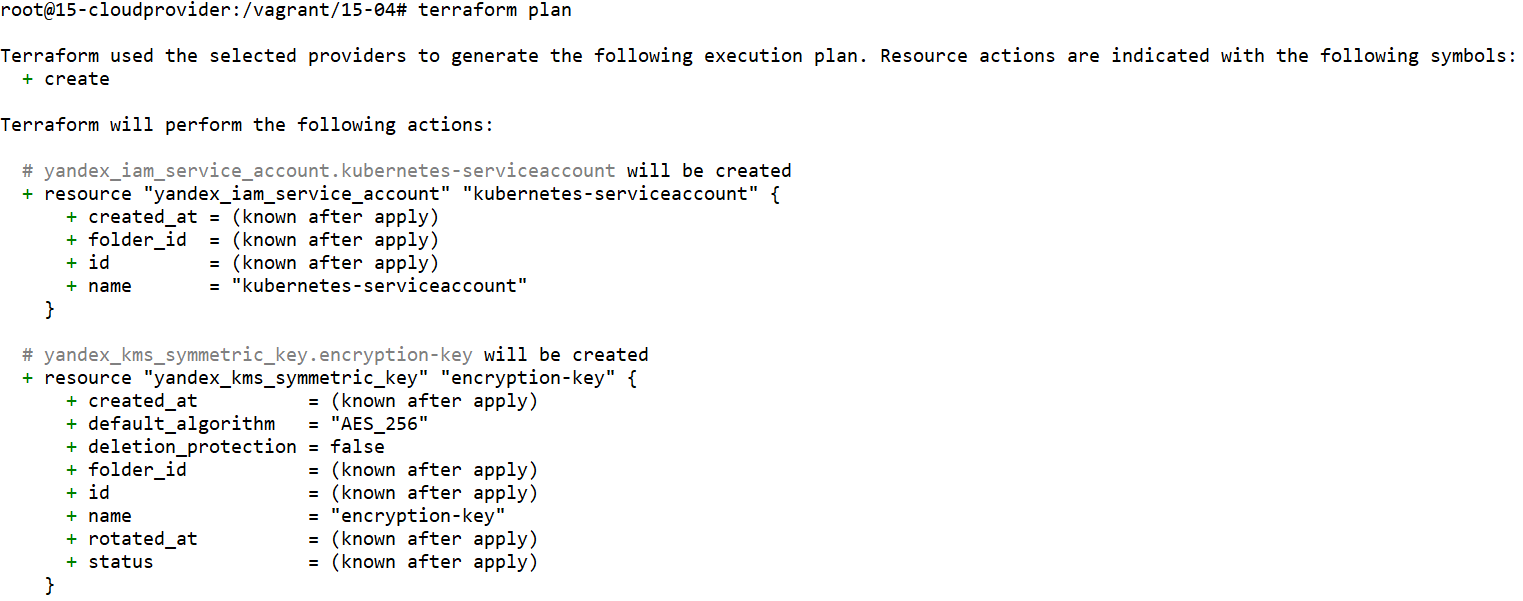 root@15-cloudprovider:/vagrant/15-04# terraform plan
Terraform used the selected providers to generate the following execution plan. Resource actions are indicated with the following symbols:
  + create
Terraform will perform the following actions:
  # yandex_iam_service_account.kubernetes-serviceaccount will be created
  + resource "yandex_iam_service_account" "kubernetes-serviceaccount" {
      + created_at = (known after apply)
      + folder_id  = (known after apply)
      + id         = (known after apply)
      + name       = "kubernetes-serviceaccount"
    }
  # yandex_kms_symmetric_key.encryption-key will be created
  + resource "yandex_kms_symmetric_key" "encryption-key" {
      + created_at          = (known after apply)
      + default_algorithm   = "AES_256"
      + deletion_protection = false
      + folder_id           = (known after apply)
      + id                  = (known after apply)
      + name                = "encryption-key"
      + rotated_at          = (known after apply)
      + status              = (known after apply)
    }